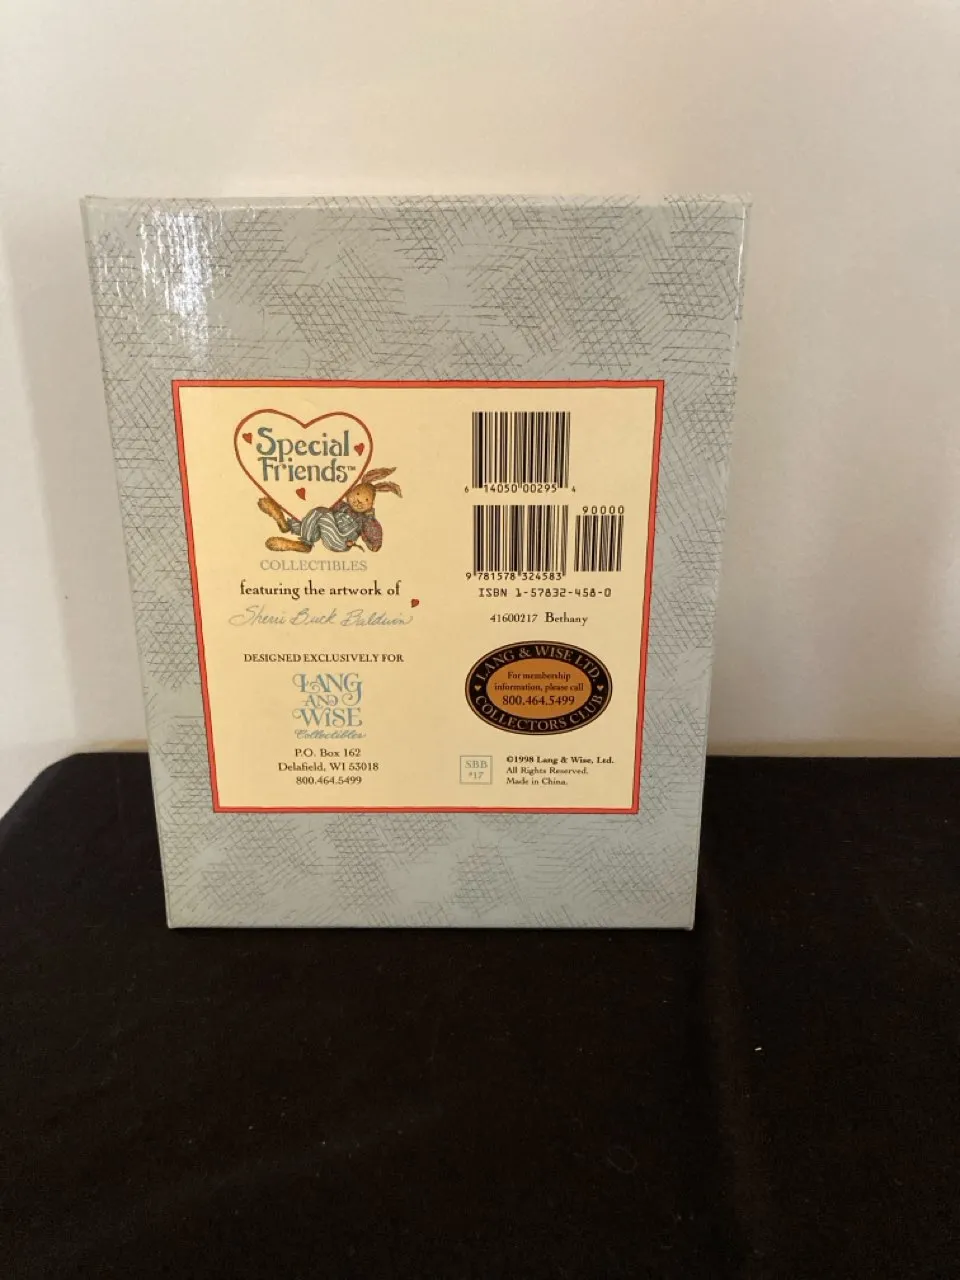 Special
Friends™
COLLECTIBLES
featuring the artwork of
Sherri Buck Baldwin
DESIGNED EXCLUSIVELY FOR
LANG
AND
WISE
Collectibles
P.O. Box 162
Delafield, WI 53018
800.464.5499
6 14050 00295 4
90000
9 781578 324583
ISBN 1-57832-458-0
41600217 Bethany
LANG & WISE LTD.
For membership
information, please call
800.464.5499
COLLECTORS CLUB
SBB
#17
©1998 Lang & Wise, Ltd.
All Rights Reserved.
Made in China.